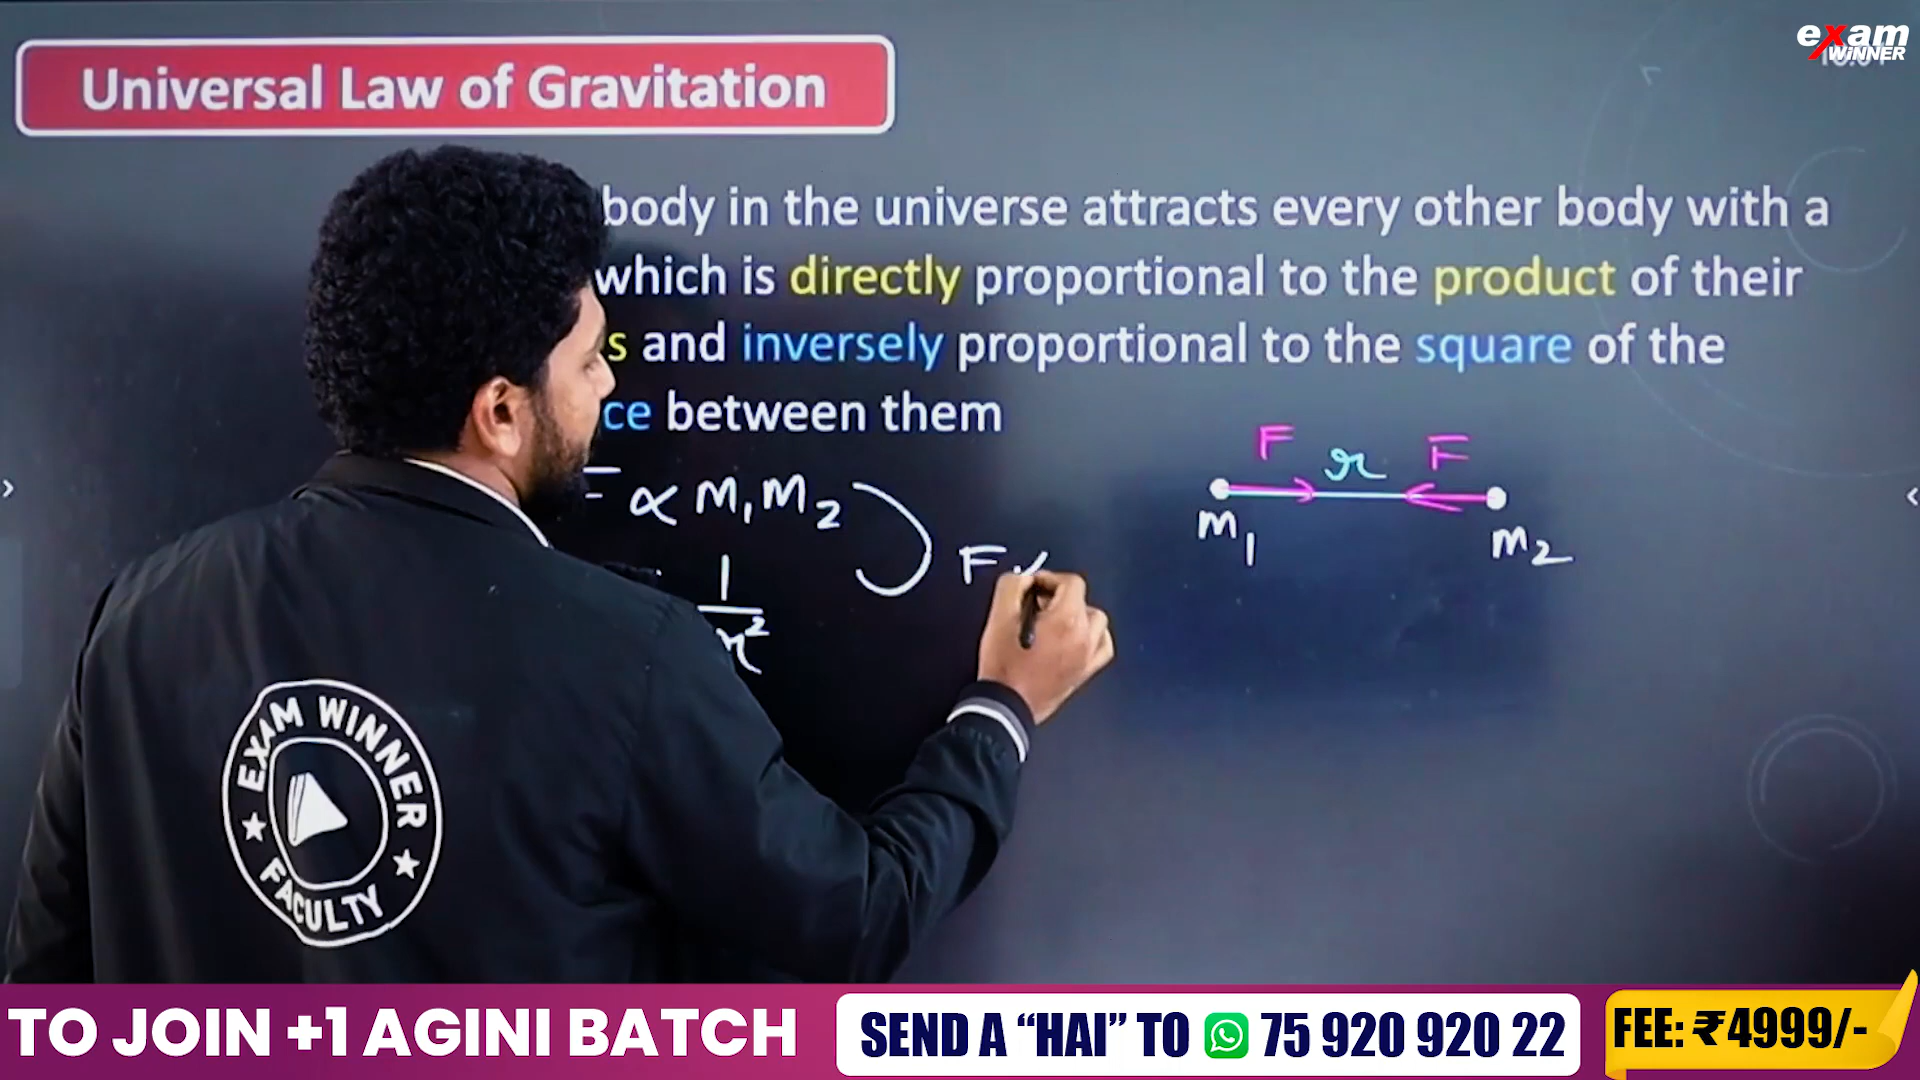 exam
WINNER
Universal Law of Gravitation
body in the universe attracts every other body with a
which is directly proportional to the product of their
s and inversely proportional to the square of the
ce between them
F r F
m1 m2
∝ m1m2
F ∝
1
r²
EXAM WINNER
FACULTY
TO JOIN +1 AGINI BATCH
SEND A “HAI” TO 75 920 920 22
FEE: ₹4999/-